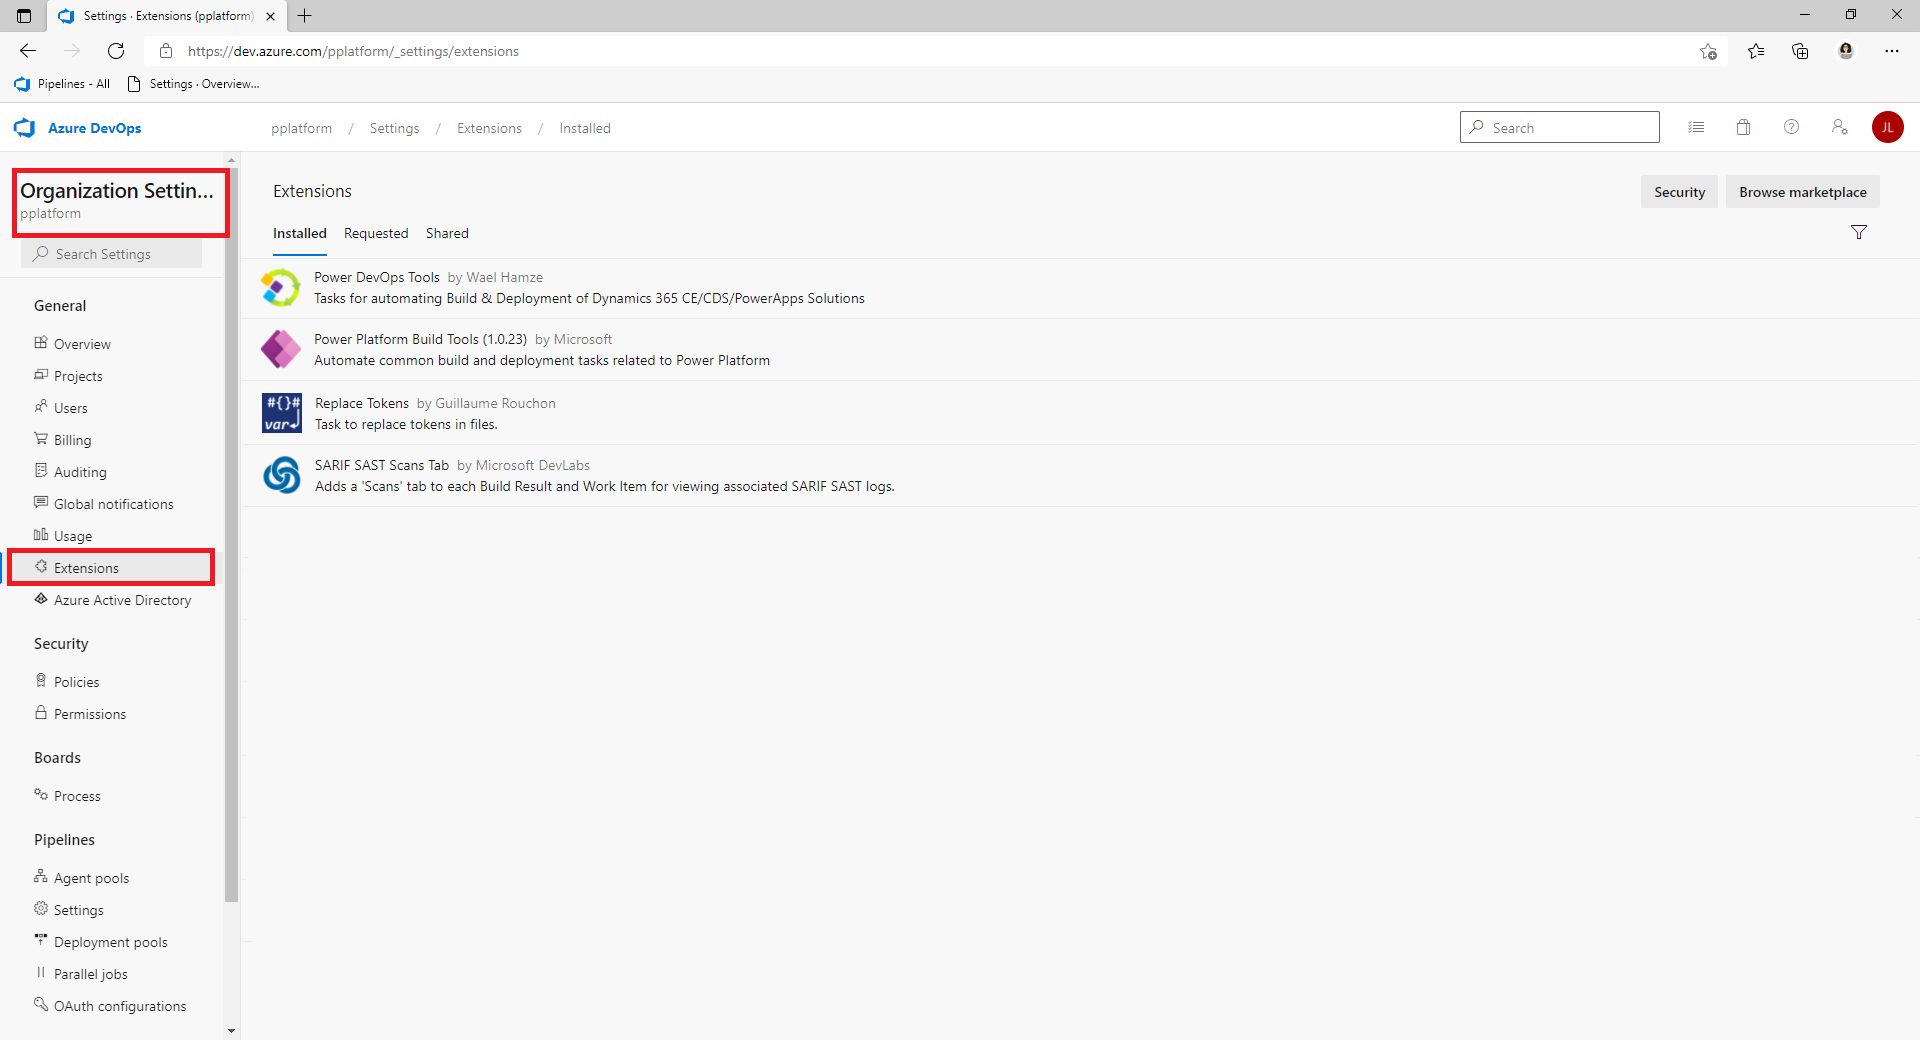 Settings · Extensions (pplatform)
https://dev.azure.com/pplatform/_settings/extensions
Pipelines - All
Settings · Overview...
Azure DevOps
pplatform / Settings / Extensions / Installed
Search
JL
Organization Settin...
pplatform
Search Settings
General
Overview
Projects
Users
Billing
Auditing
Global notifications
Usage
Extensions
Azure Active Directory
Security
Policies
Permissions
Boards
Process
Pipelines
Agent pools
Settings
Deployment pools
Parallel jobs
OAuth configurations
Extensions
Security
Browse marketplace
Installed
Requested
Shared
Power DevOps Tools by Wael Hamze
Tasks for automating Build & Deployment of Dynamics 365 CE/CDS/PowerApps Solutions
Power Platform Build Tools (1.0.23) by Microsoft
Automate common build and deployment tasks related to Power Platform
#{}#
var
Replace Tokens by Guillaume Rouchon
Task to replace tokens in files.
SARIF SAST Scans Tab by Microsoft DevLabs
Adds a 'Scans' tab to each Build Result and Work Item for viewing associated SARIF SAST logs.